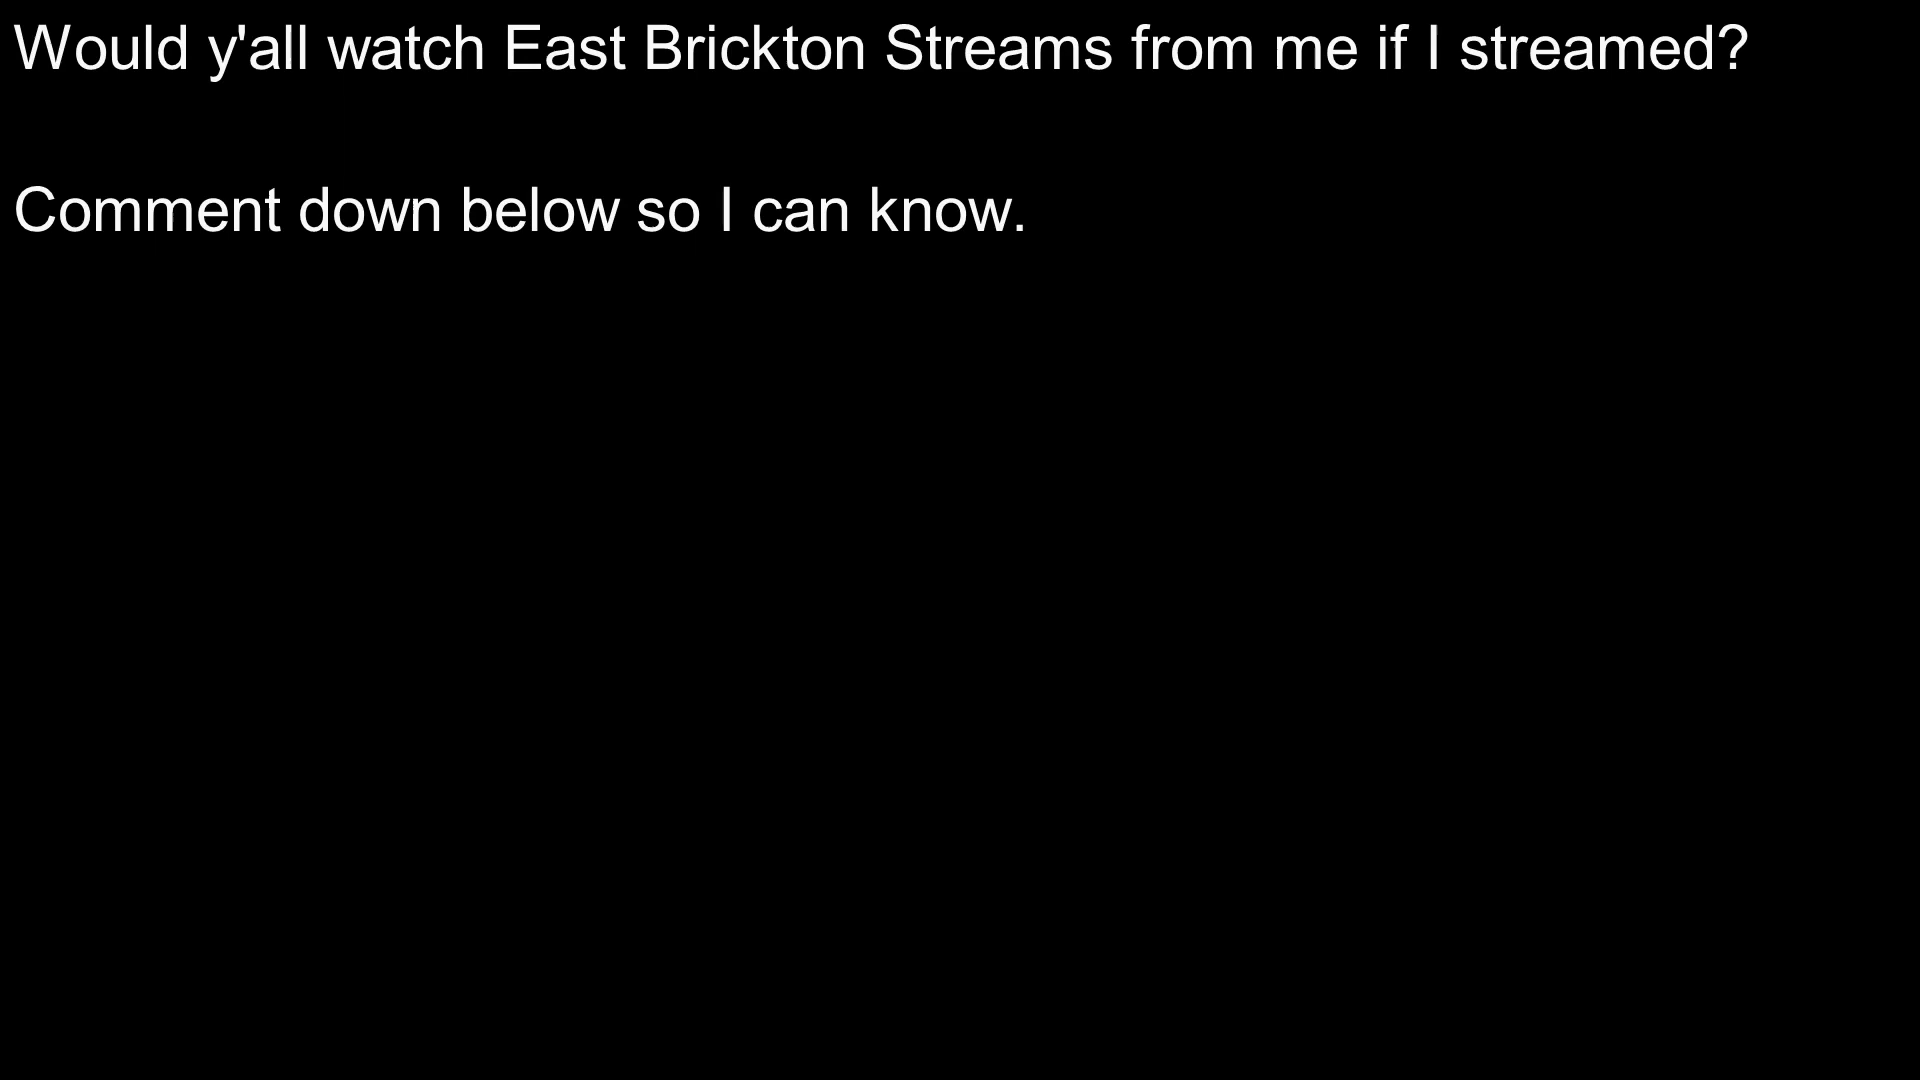 Would y'all watch East Brickton Streams from me if I streamed?
Comment down below so I can know.